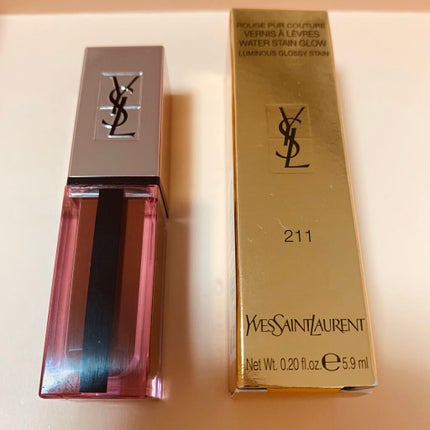 YSL
ROUGE PUR COUTURE
VERNIS À LÈVRES
WATER STAIN GLOW
LUMINOUS GLOSSY STAIN
YSL
211
YVESSAINTLAURENT
Net Wt. 0.20 fl.oz. e 5.9 ml